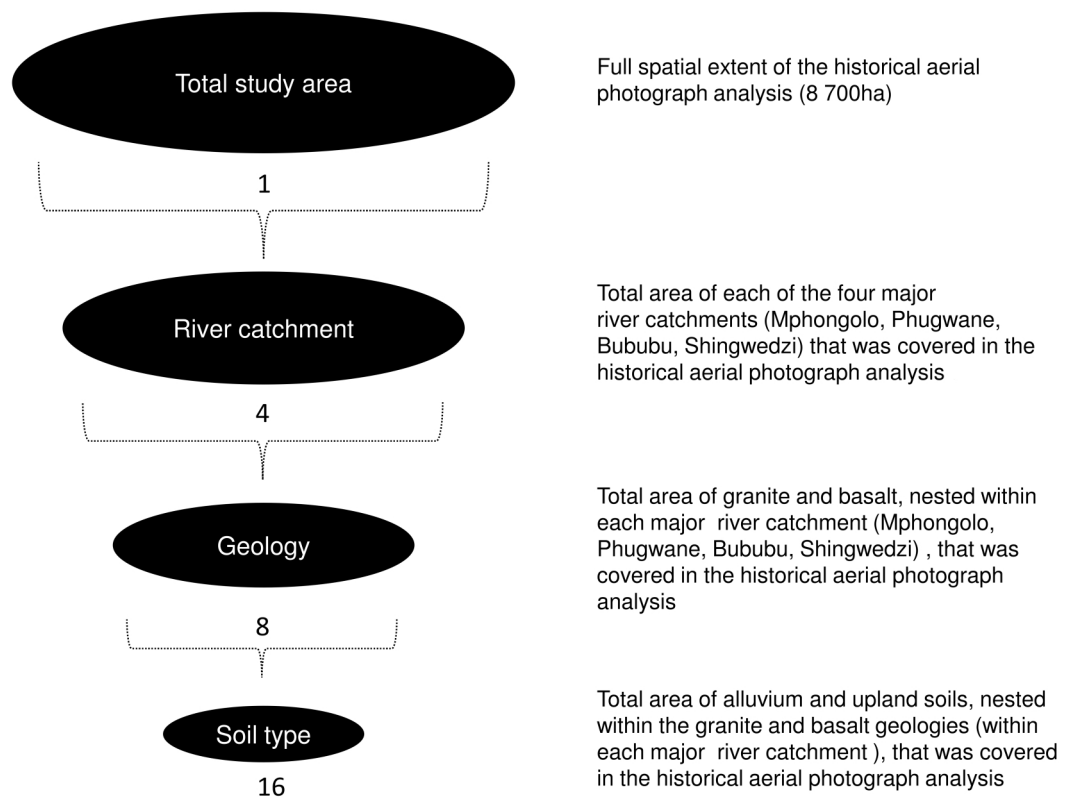 Total study area
Full spatial extent of the historical aerial
photograph analysis (8 700ha)
1
River catchment
Total area of each of the four major
river catchments (Mphongolo, Phugwane,
Bububu, Shingwedzi) that was covered in the
historical aerial photograph analysis
4
Geology
Total area of granite and basalt, nested within
each major river catchment (Mphongolo,
Phugwane, Bububu, Shingwedzi) , that was
covered in the historical aerial photograph
analysis
8
Soil type
Total area of alluvium and upland soils, nested
within the granite and basalt geologies (within
each major river catchment ), that was covered
in the historical aerial photograph analysis
16